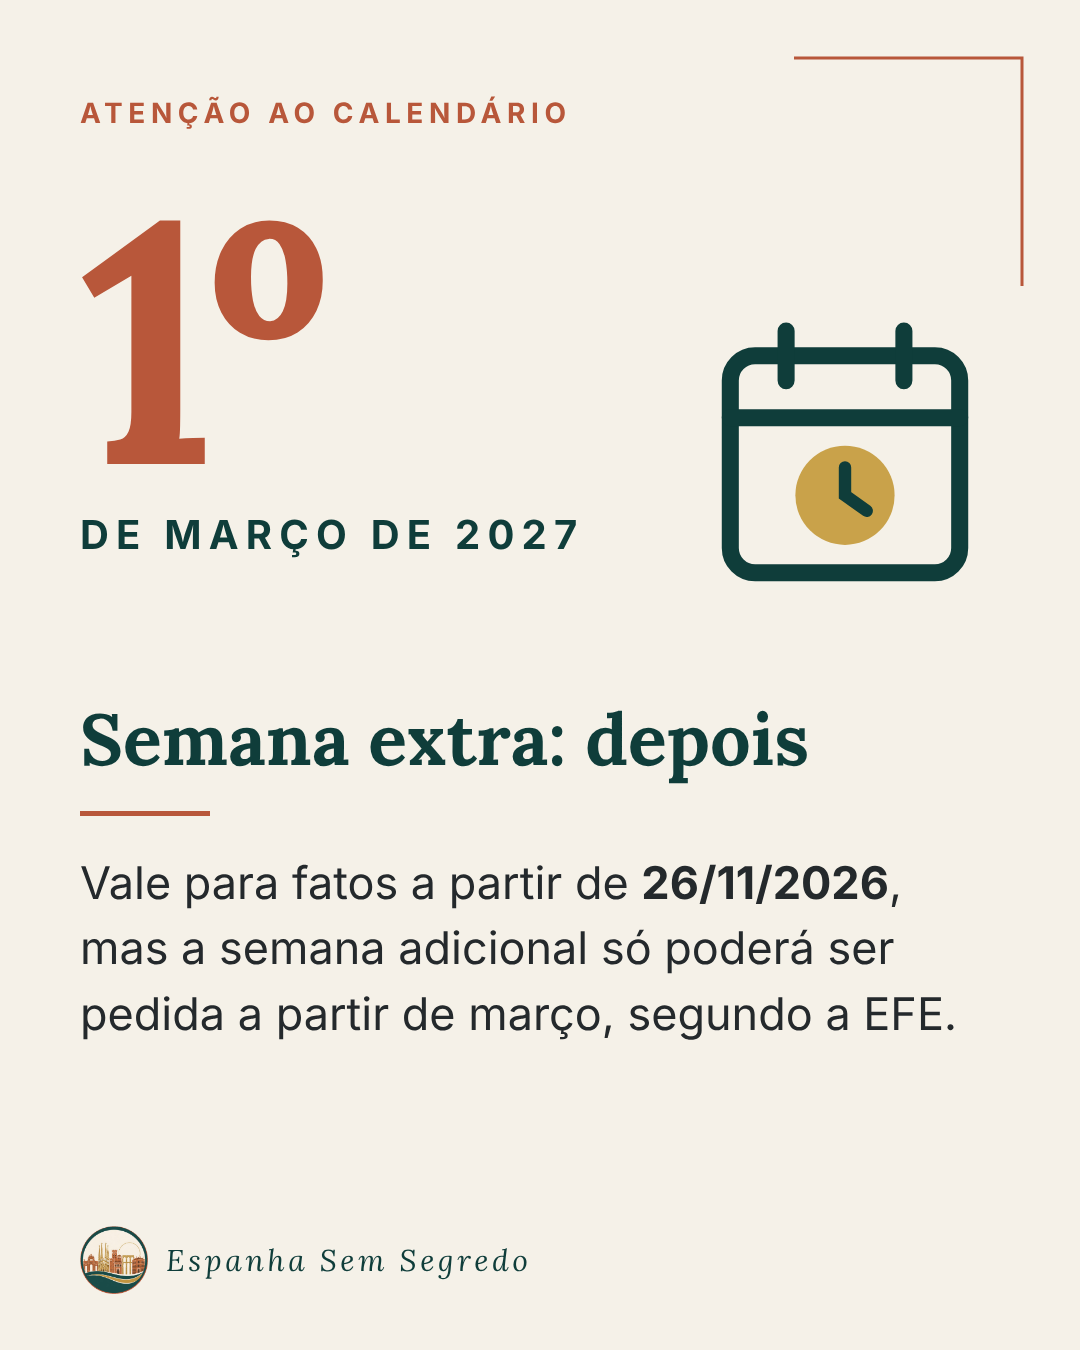 ATENÇÃO AO CALENDÁRIO
1º
DE MARÇO DE 2027
Semana extra: depois
Vale para fatos a partir de 26/11/2026,
mas a semana adicional só poderá ser
pedida a partir de março, segundo a EFE.
Espanha Sem Segredo